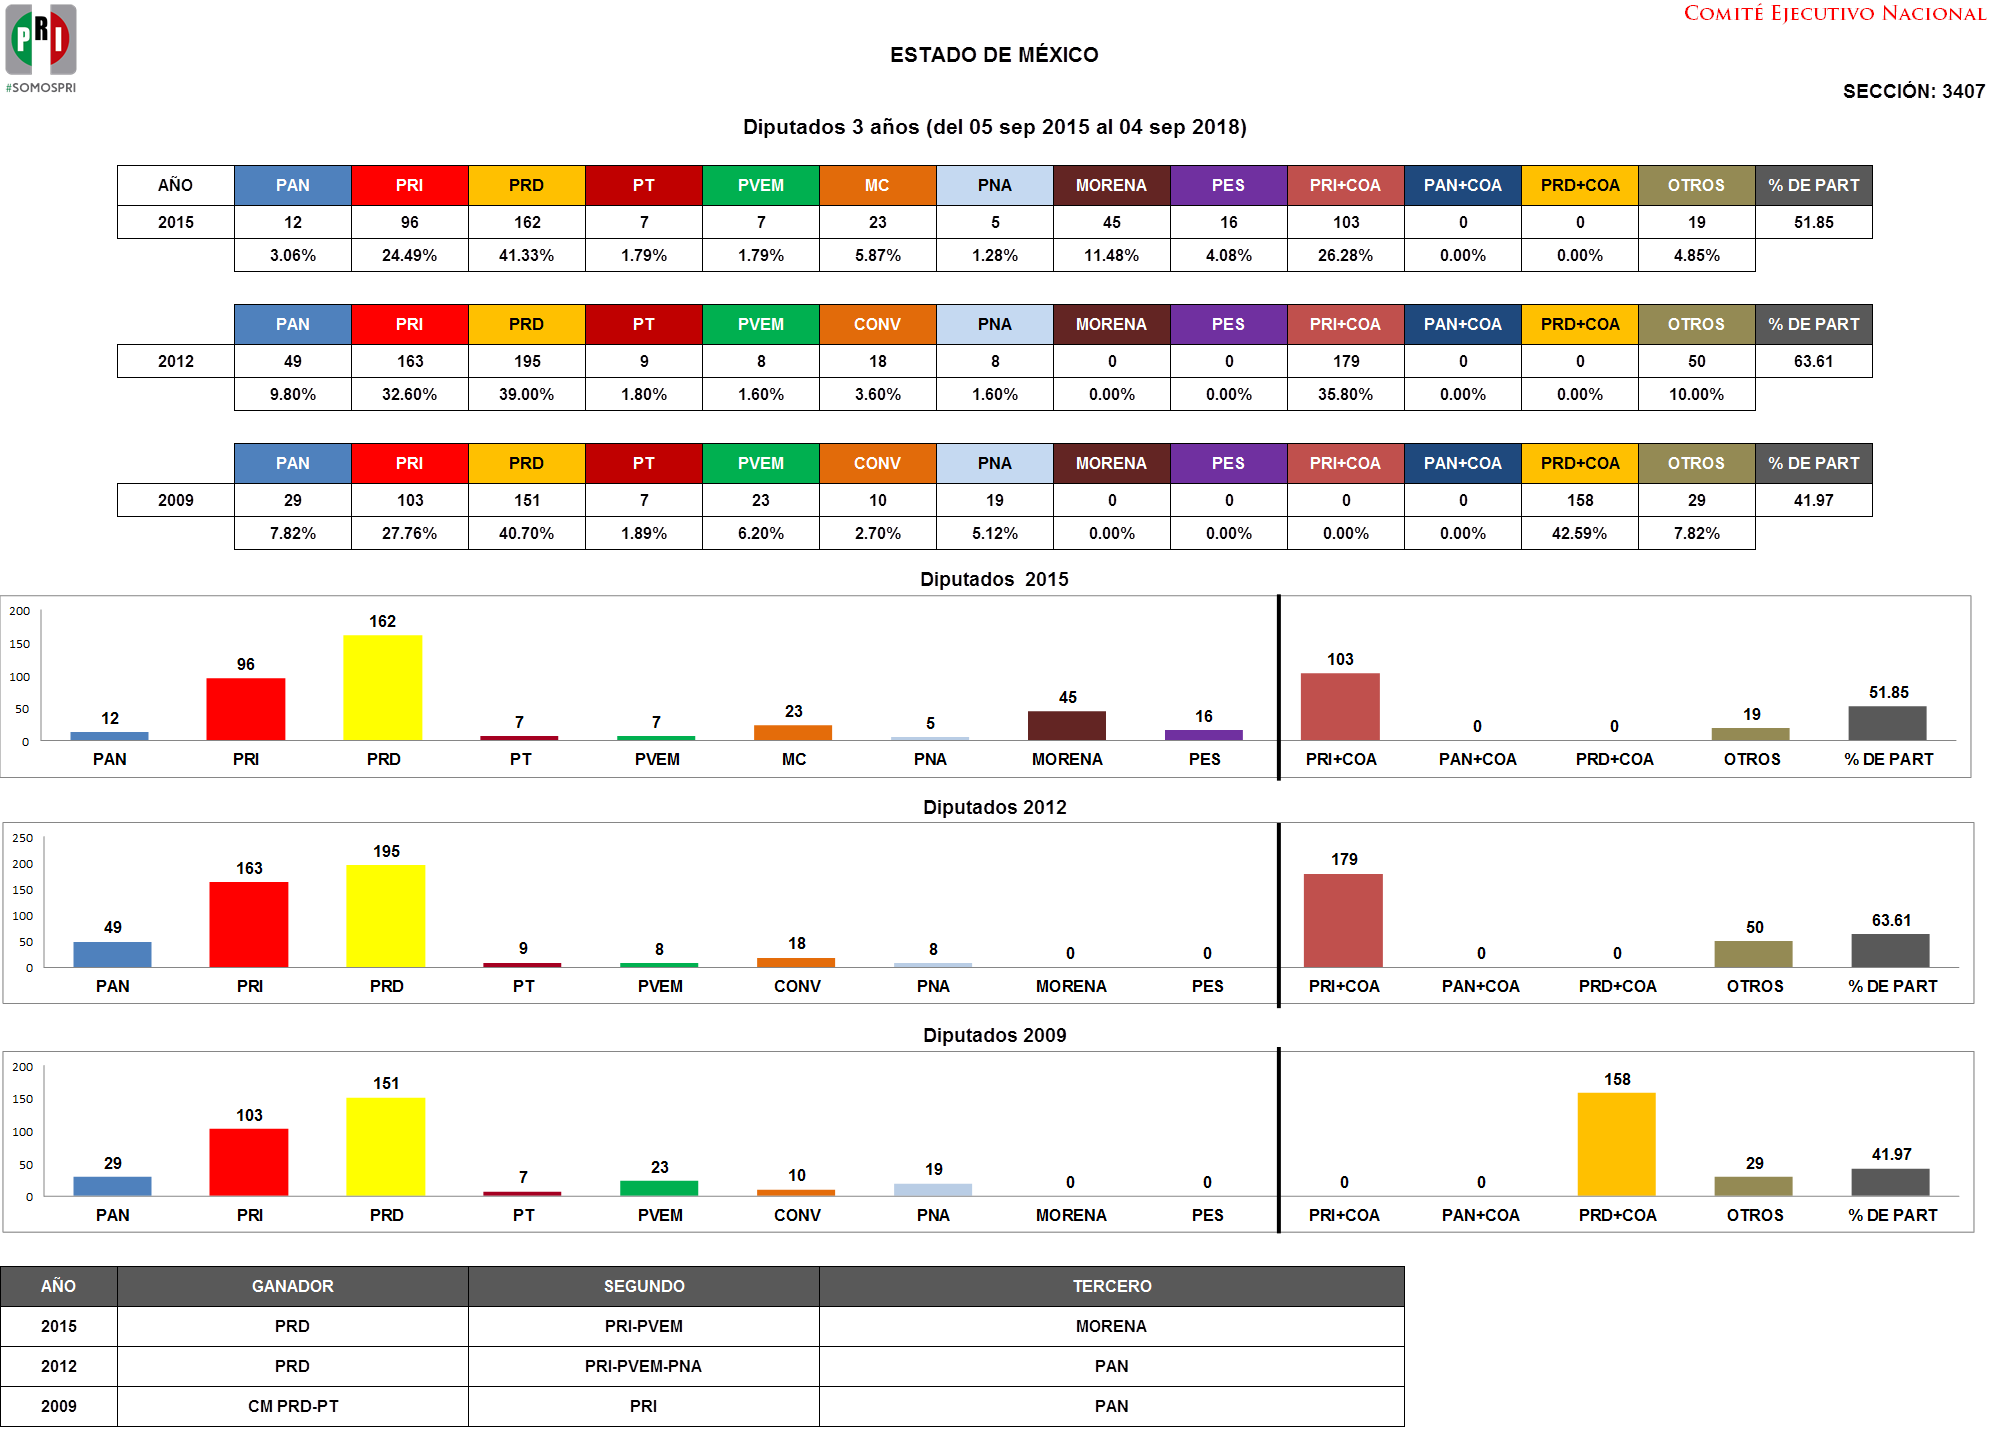 PRI
#SOMOSPRI
COMITÉ EJECUTIVO NACIONAL
ESTADO DE MÉXICO
SECCIÓN: 3407
Diputados 3 años (del 05 sep 2015 al 04 sep 2018)
AÑO PAN PRI PRD PT PVEM MC PNA MORENA PES PRI+COA PAN+COA PRD+COA OTROS % DE PART
2015 12 96 162 7 7 23 5 45 16 103 0 0 19 51.85
3.06% 24.49% 41.33% 1.79% 1.79% 5.87% 1.28% 11.48% 4.08% 26.28% 0.00% 0.00% 4.85%
PAN PRI PRD PT PVEM CONV PNA MORENA PES PRI+COA PAN+COA PRD+COA OTROS % DE PART
2012 49 163 195 9 8 18 8 0 0 179 0 0 50 63.61
9.80% 32.60% 39.00% 1.80% 1.60% 3.60% 1.60% 0.00% 0.00% 35.80% 0.00% 0.00% 10.00%
PAN PRI PRD PT PVEM CONV PNA MORENA PES PRI+COA PAN+COA PRD+COA OTROS % DE PART
2009 29 103 151 7 23 10 19 0 0 0 0 158 29 41.97
7.82% 27.76% 40.70% 1.89% 6.20% 2.70% 5.12% 0.00% 0.00% 0.00% 0.00% 42.59% 7.82%
Diputados 2015
200
150
100
50
0
12 96 162 7 7 23 5 45 16 103 0 0 19 51.85
PAN PRI PRD PT PVEM MC PNA MORENA PES PRI+COA PAN+COA PRD+COA OTROS % DE PART
Diputados 2012
250
200
150
100
50
0
49 163 195 9 8 18 8 0 0 179 0 0 50 63.61
PAN PRI PRD PT PVEM CONV PNA MORENA PES PRI+COA PAN+COA PRD+COA OTROS % DE PART
Diputados 2009
200
150
100
50
0
29 103 151 7 23 10 19 0 0 0 0 158 29 41.97
PAN PRI PRD PT PVEM CONV PNA MORENA PES PRI+COA PAN+COA PRD+COA OTROS % DE PART
AÑO GANADOR SEGUNDO TERCERO
2015 PRD PRI-PVEM MORENA
2012 PRD PRI-PVEM-PNA PAN
2009 CM PRD-PT PRI PAN